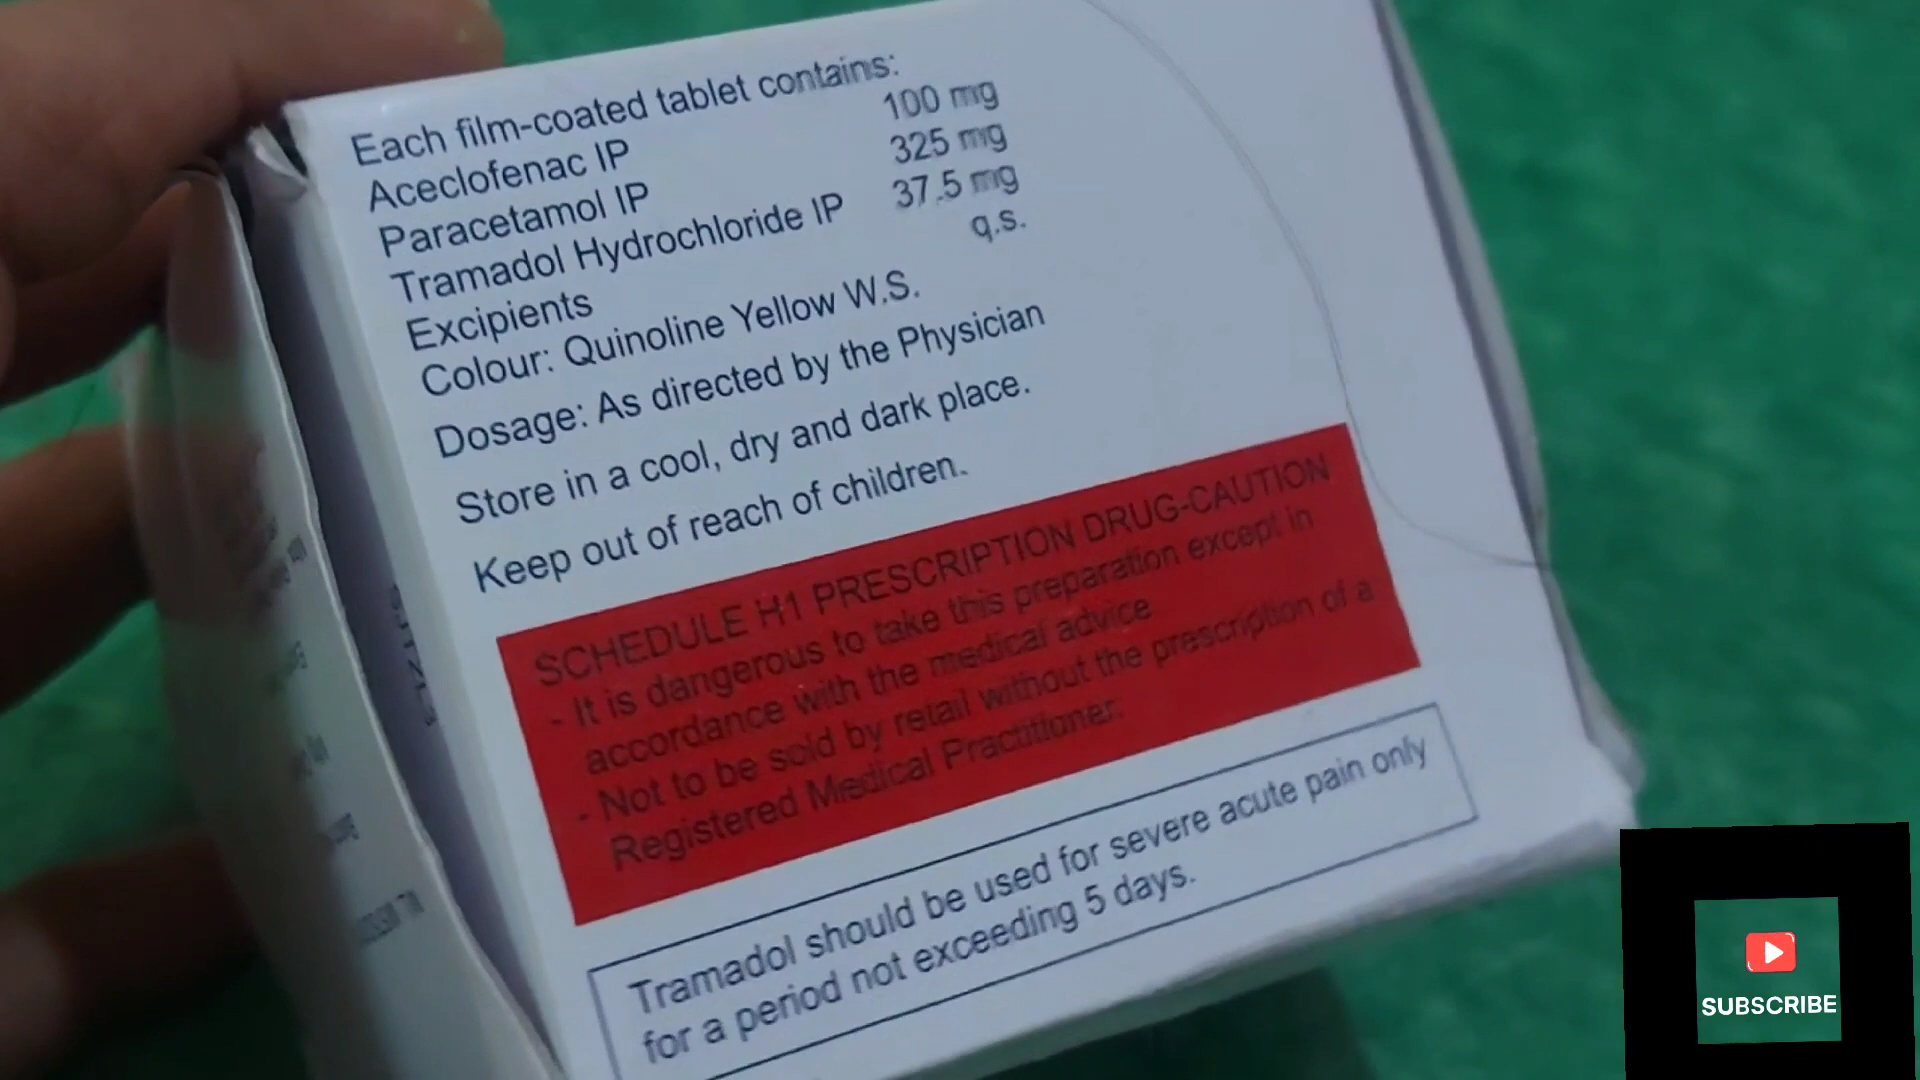 Each film-coated tablet contains:
Aceclofenac IP 100 mg
Paracetamol IP 325 mg
Tramadol Hydrochloride IP 37.5 mg
Excipients q.s.
Colour: Quinoline Yellow W.S.
Dosage: As directed by the Physician
Store in a cool, dry and dark place.
Keep out of reach of children.
SCHEDULE H1 PRESCRIPTION DRUG-CAUTION
- It is dangerous to take this preparation except in
accordance with the medical advice
- Not to be sold by retail without the prescription of a
Registered Medical Practitioner.
Tramadol should be used for severe acute pain only
for a period not exceeding 5 days.
SUBSCRIBE